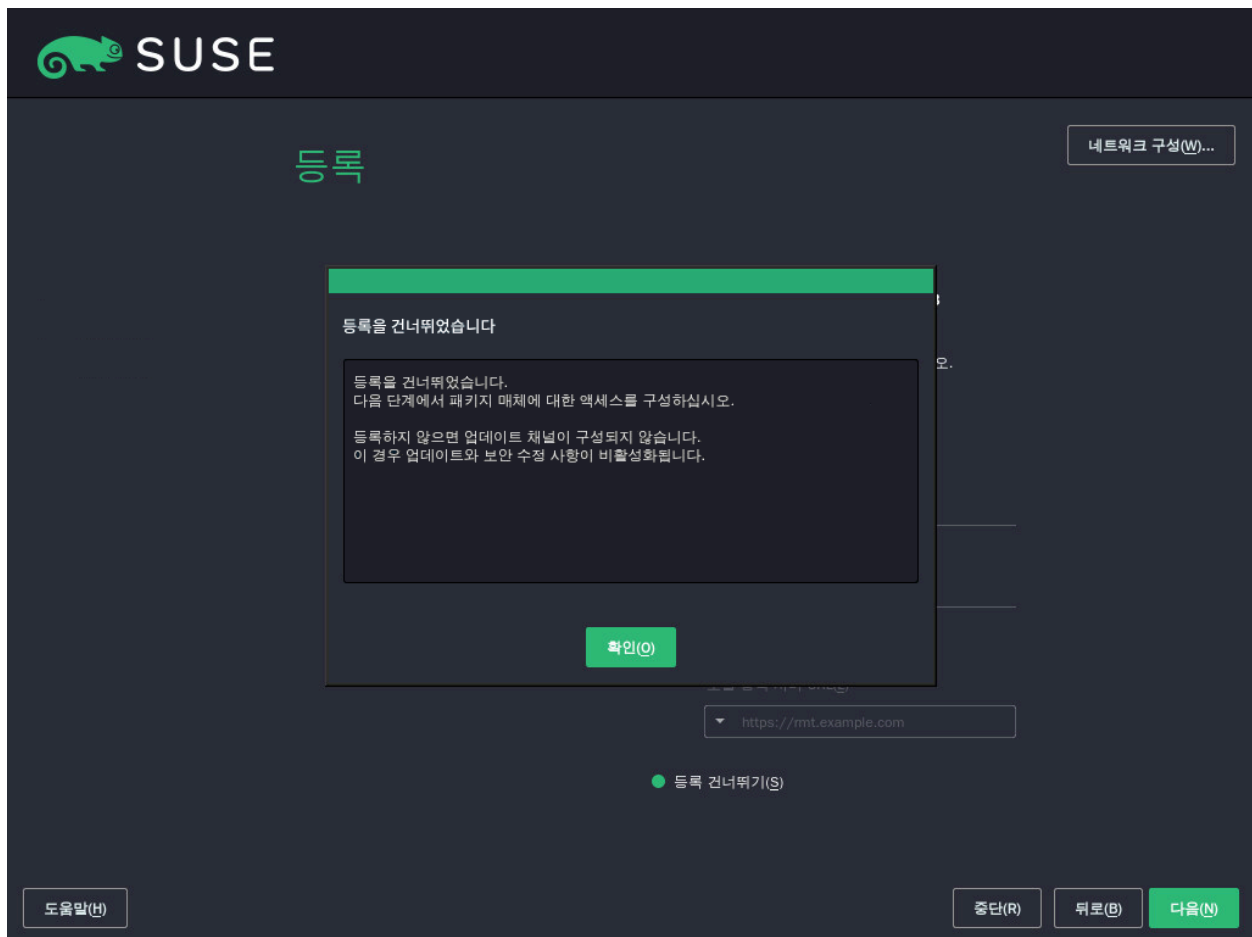 SUSE
네트워크 구성(W)...
등록
등록을 건너뛰었습니다
오.
등록을 건너뛰었습니다.
다음 단계에서 패키지 매체에 대한 액세스를 구성하십시오.
등록하지 않으면 업데이트 채널이 구성되지 않습니다.
이 경우 업데이트와 보안 수정 사항이 비활성화됩니다.
확인(O)
https://rmt.example.com
등록 건너뛰기(S)
도움말(H)
중단(R)
뒤로(B)
다음(N)